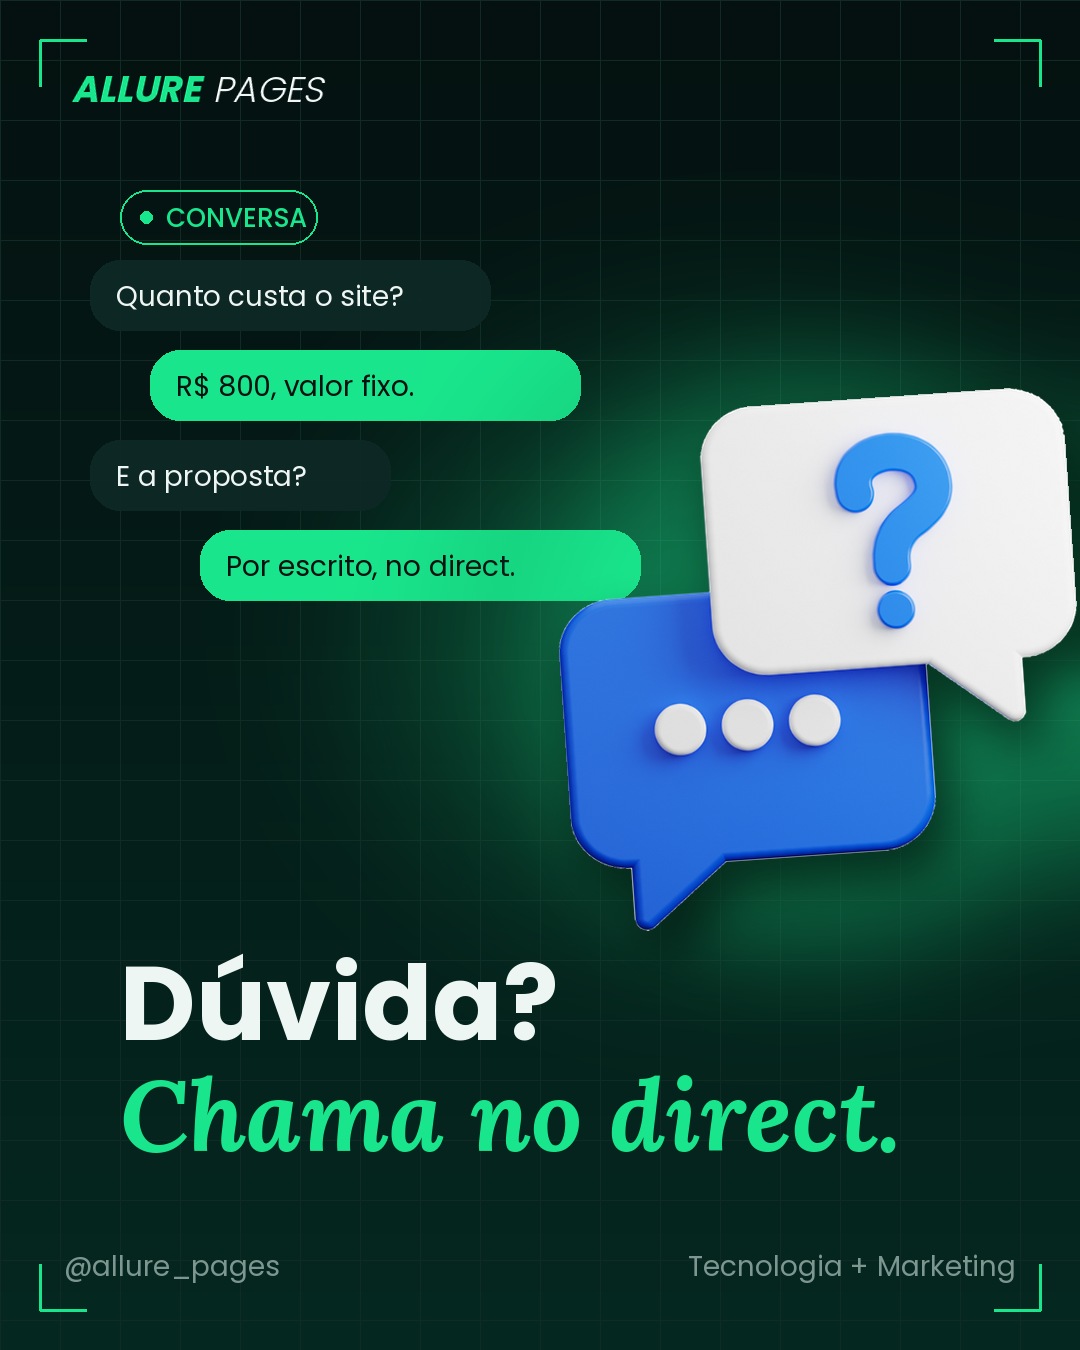 ALLURE PAGES
CONVERSA
Quanto custa o site?
R$ 800, valor fixo.
E a proposta?
Por escrito, no direct.
?
Dúvida?
Chama no direct.
@allure_pages
Tecnologia + Marketing